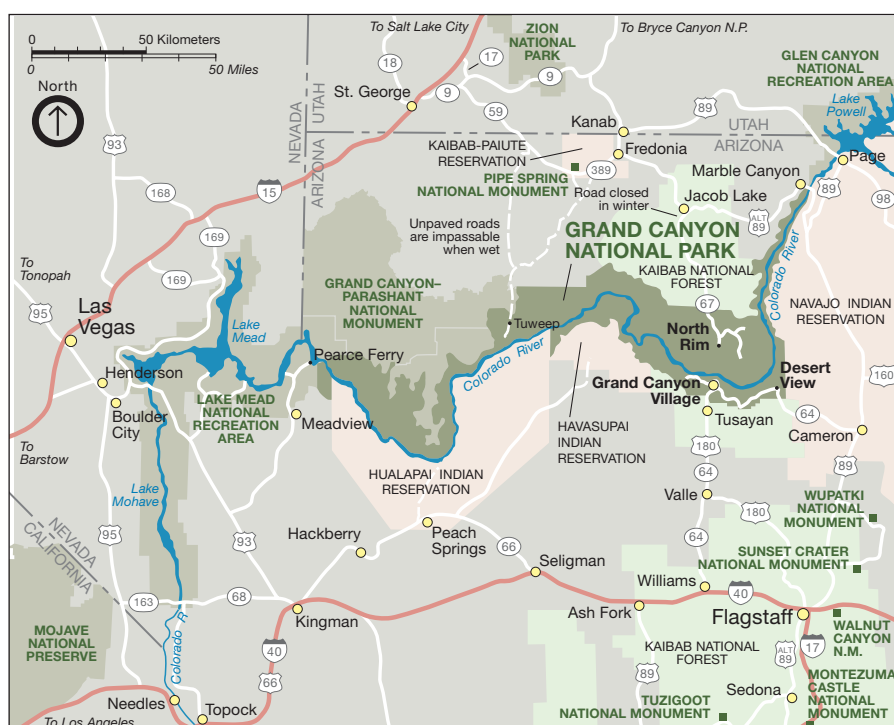 0
50 Kilometers
0
50 Miles
North
To Salt Lake City
To Bryce Canyon N.P.
ZION
NATIONAL
PARK
GLEN CANYON
NATIONAL
RECREATION AREA
Lake
Powell
17
18
9
9
St. George
59
89
Kanab
UTAH
ARIZONA
NEVADA
ARIZONA
UTAH
93
KAIBAB-PAIUTE
RESERVATION
Fredonia
Page
PIPE SPRING
NATIONAL MONUMENT
389
Marble Canyon
89
98
15
168
Road closed
in winter
Jacob Lake
ALT
89
Unpaved roads
are impassable
when wet
GRAND CANYON
NATIONAL PARK
Colorado River
169
169
To
Tonopah
95
Las
Vegas
Lake
Mead
GRAND CANYON–
PARASHANT
NATIONAL
MONUMENT
KAIBAB NATIONAL
FOREST
67
NAVAJO INDIAN
RESERVATION
Tuweep
Colorado River
North
Rim
Pearce Ferry
Henderson
Grand Canyon
Village
Desert
View
160
Boulder
City
LAKE MEAD
NATIONAL
RECREATION
AREA
Meadview
HAVASUPAI
INDIAN
RESERVATION
Tusayan
64
Cameron
To
Barstow
180
64
89
HUALAPAI INDIAN
RESERVATION
Lake
Mohave
Valle
180
WUPATKI
NATIONAL
MONUMENT
NEVADA
CALIFORNIA
95
93
Hackberry
Peach
Springs
66
64
SUNSET CRATER
NATIONAL MONUMENT
Seligman
Williams
40
163
68
Kingman
Ash Fork
Flagstaff
WALNUT
CANYON
N.M.
MOJAVE
NATIONAL
PRESERVE
Colorado R
40
66
89
KAIBAB NATIONAL
FOREST
ALT
89
17
MONTEZUMA
CASTLE
NATIONAL
MONUMENT
Needles
Topock
Sedona
TUZIGOOT
NATIONAL MONUMENT
To Los Angeles